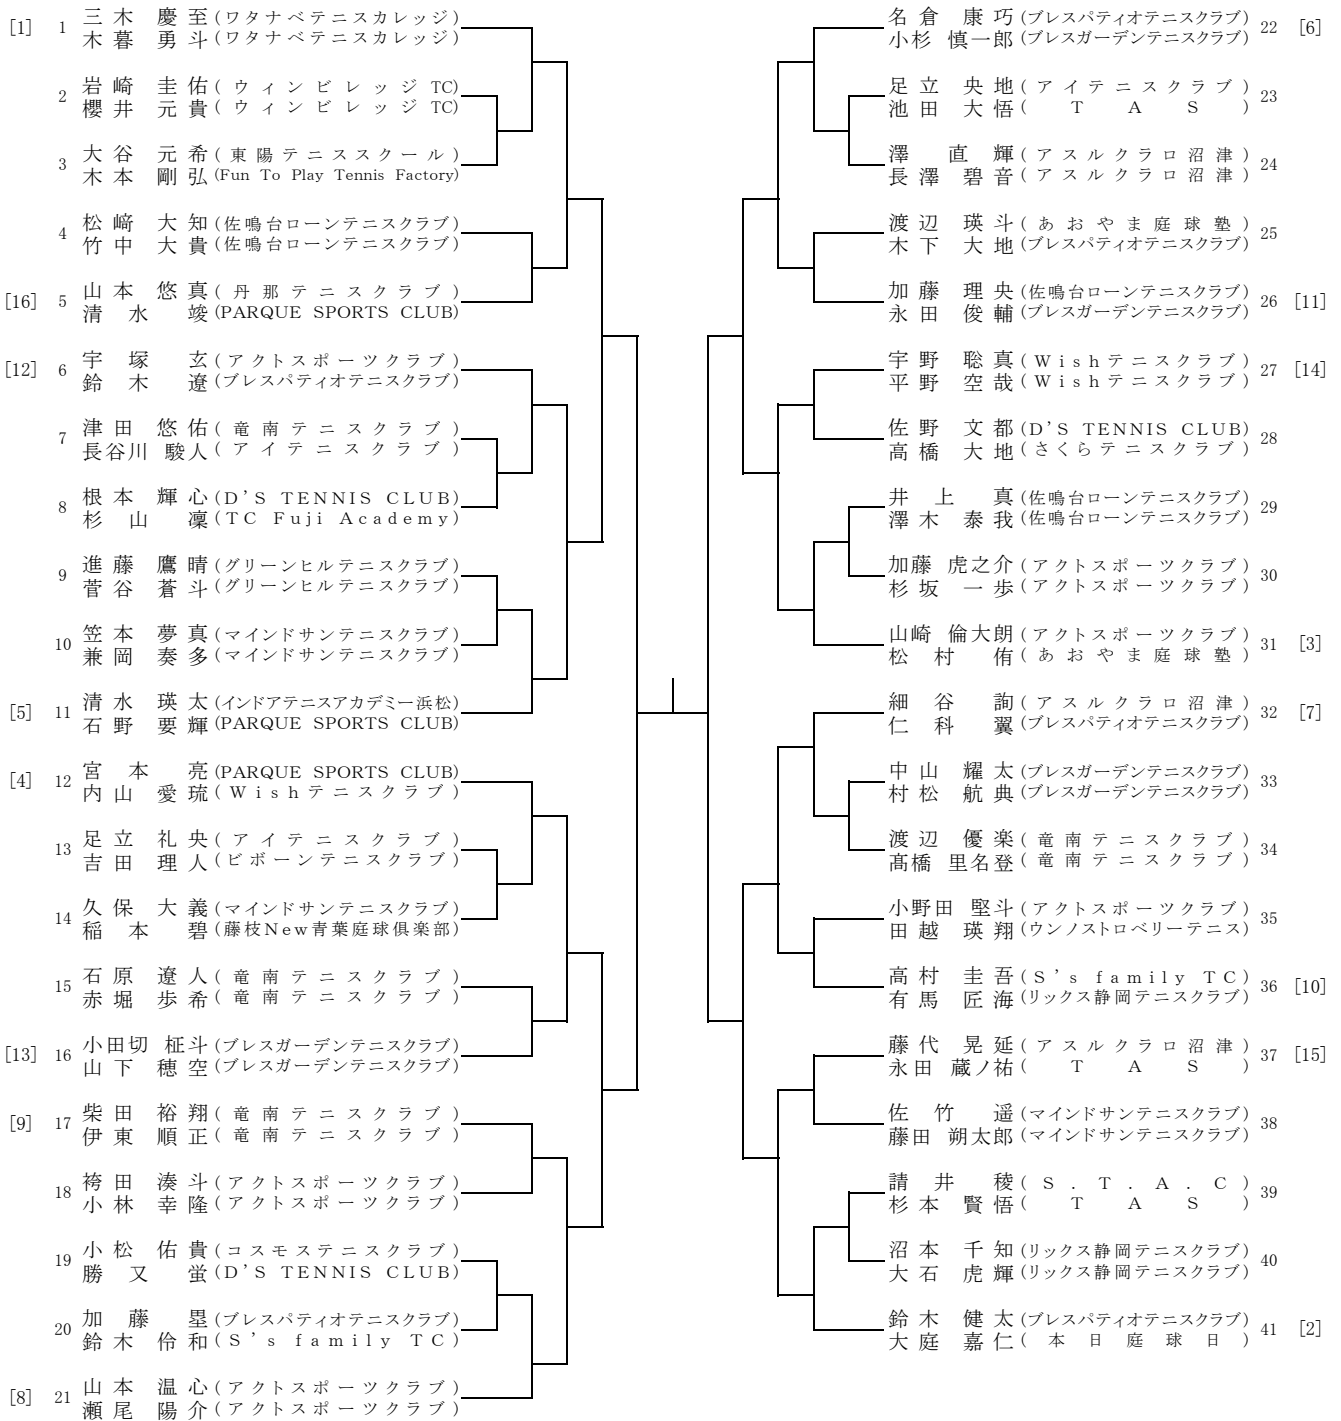 [1] 1 三木 慶至(ワタナベテニスカレッジ)
木暮 勇斗(ワタナベテニスカレッジ)
2 岩崎 圭佑(ウィンビレッジTC)
櫻井 元貴(ウィンビレッジTC)
3 大谷 元希(東陽テニススクール)
木本 剛弘(Fun To Play Tennis Factory)
4 松﨑 大知(佐鳴台ローンテニスクラブ)
竹中 大貴(佐鳴台ローンテニスクラブ)
[16] 5 山本 悠真(丹那テニスクラブ)
清水 竣(PARQUE SPORTS CLUB)
[12] 6 宇塚 玄(アクトスポーツクラブ)
鈴木 遼(ブレスパティオテニスクラブ)
7 津田 悠佑(竜南テニスクラブ)
長谷川 駿人(アイテニスクラブ)
8 根本 輝心(D'S TENNIS CLUB)
杉山 凜(TC Fuji Academy)
9 進藤 鷹晴(グリーンヒルテニスクラブ)
菅谷 蒼斗(グリーンヒルテニスクラブ)
10 笠本 夢真(マインドサンテニスクラブ)
兼岡 奏多(マインドサンテニスクラブ)
[5] 11 清水 瑛太(インドアテニスアカデミー浜松)
石野 要輝(PARQUE SPORTS CLUB)
[4] 12 宮本 亮(PARQUE SPORTS CLUB)
内山 愛琉(Wishテニスクラブ)
13 足立 礼央(アイテニスクラブ)
吉田 理人(ビボーンテニスクラブ)
14 久保 大義(マインドサンテニスクラブ)
稲本 碧(藤枝New青葉庭球倶楽部)
15 石原 遼人(竜南テニスクラブ)
赤堀 歩希(竜南テニスクラブ)
[13] 16 小田切 柾斗(ブレスガーデンテニスクラブ)
山下 穂空(ブレスガーデンテニスクラブ)
[9] 17 柴田 裕翔(竜南テニスクラブ)
伊東 順正(竜南テニスクラブ)
18 袴田 湊斗(アクトスポーツクラブ)
小林 幸隆(アクトスポーツクラブ)
19 小松 佑貴(コスモステニスクラブ)
勝又 蛍(D'S TENNIS CLUB)
20 加藤 塁(ブレスパティオテニスクラブ)
鈴木 伶和(S's family TC)
[8] 21 山本 温心(アクトスポーツクラブ)
瀬尾 陽介(アクトスポーツクラブ)
名倉 康巧(ブレスパティオテニスクラブ) 22 [6]
小杉 慎一郎(ブレスガーデンテニスクラブ)
足立 央地(アイテニスクラブ) 23
池田 大悟(TAS)
澤 直輝(アスルクラロ沼津) 24
長澤 碧音(アスルクラロ沼津)
渡辺 瑛斗(あおやま庭球塾) 25
木下 大地(ブレスパティオテニスクラブ)
加藤 理央(佐鳴台ローンテニスクラブ) 26 [11]
永田 俊輔(ブレスガーデンテニスクラブ)
宇野 聡真(Wishテニスクラブ) 27 [14]
平野 空哉(Wishテニスクラブ)
佐野 文都(D'S TENNIS CLUB) 28
高橋 大地(さくらテニスクラブ)
井上 真(佐鳴台ローンテニスクラブ) 29
澤木 泰我(佐鳴台ローンテニスクラブ)
加藤 虎之介(アクトスポーツクラブ) 30
杉坂 一歩(アクトスポーツクラブ)
山崎 倫大朗(アクトスポーツクラブ) 31 [3]
松村 侑(あおやま庭球塾)
細谷 詢(アスルクラロ沼津) 32 [7]
仁科 翼(ブレスパティオテニスクラブ)
中山 耀太(ブレスガーデンテニスクラブ) 33
村松 航典(ブレスガーデンテニスクラブ)
渡辺 優楽(竜南テニスクラブ) 34
髙橋 里名登(竜南テニスクラブ)
小野田 堅斗(アクトスポーツクラブ) 35
田越 瑛翔(ウンノストロベリーテニス)
高村 圭吾(S's family TC) 36 [10]
有馬 匠海(リックス静岡テニスクラブ)
藤代 晃延(アスルクラロ沼津) 37 [15]
永田 蔵ノ祐(TAS)
佐竹 遥(マインドサンテニスクラブ) 38
藤田 朔太郎(マインドサンテニスクラブ)
請井 稜(S.T.A.C) 39
杉本 賢悟(TAS)
沼本 千知(リックス静岡テニスクラブ) 40
大石 虎輝(リックス静岡テニスクラブ)
鈴木 健太(ブレスパティオテニスクラブ) 41 [2]
大庭 嘉仁(本日庭球日)